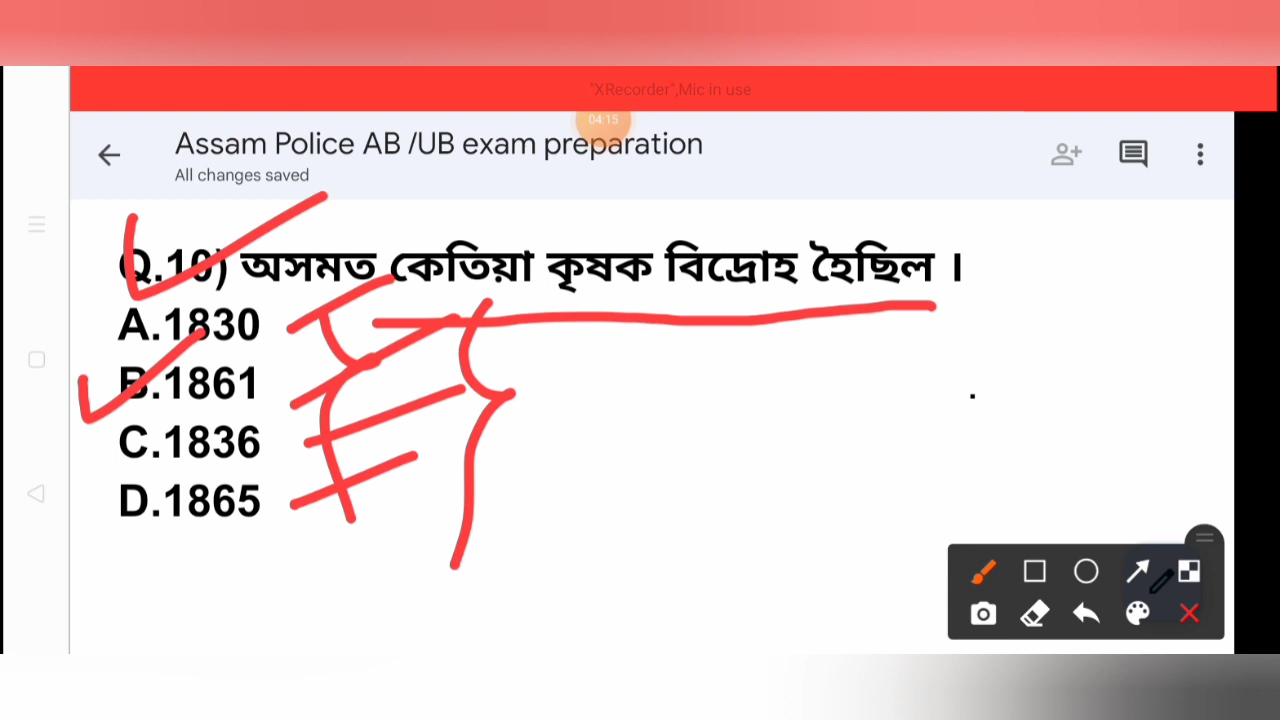 "XRecorder",Mic in use
04:15
Assam Police AB /UB exam preparation
All changes saved
Q.10) অসমত কেতিয়া কৃষক বিদ্ৰোহ হৈছিল ।
A.1830
B.1861
C.1836
D.1865
.